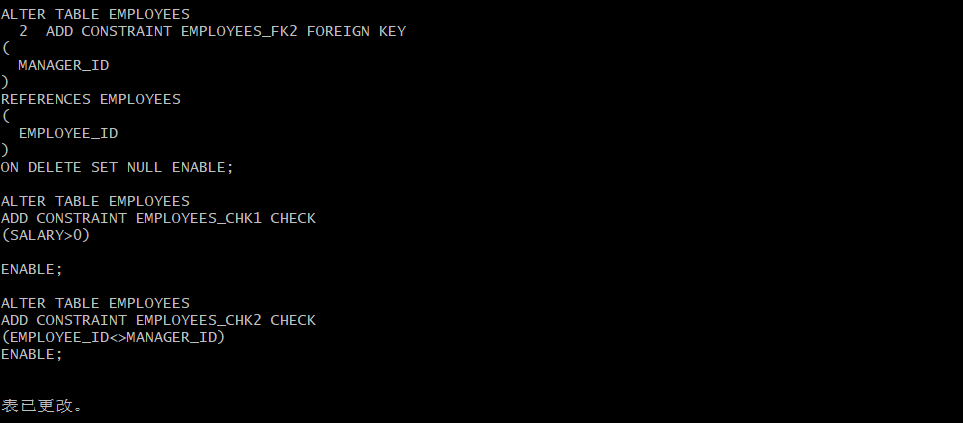 ALTER TABLE EMPLOYEES
  2  ADD CONSTRAINT EMPLOYEES_FK2 FOREIGN KEY
(
  MANAGER_ID
)
REFERENCES EMPLOYEES
(
  EMPLOYEE_ID
)
ON DELETE SET NULL ENABLE;

ALTER TABLE EMPLOYEES
ADD CONSTRAINT EMPLOYEES_CHK1 CHECK
(SALARY>0)

ENABLE;

ALTER TABLE EMPLOYEES
ADD CONSTRAINT EMPLOYEES_CHK2 CHECK
(EMPLOYEE_ID<>MANAGER_ID)
ENABLE;

表已更改。